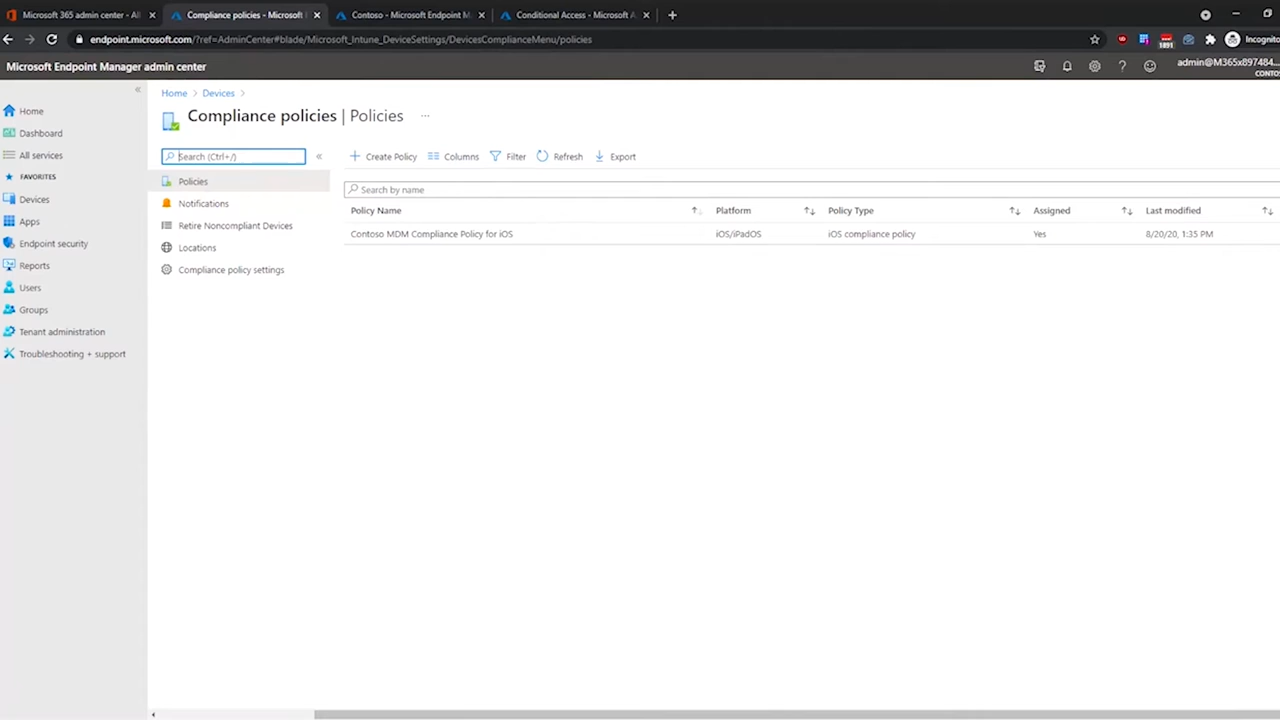 Microsoft 365 admin center - Al
Compliance policies - Microsoft
Contoso - Microsoft Endpoint M
Conditional Access - Microsoft A
endpoint.microsoft.com/?ref=AdminCenter#blade/Microsoft_Intune_DeviceSettings/DevicesComplianceMenu/policies
1891
Incognito
Microsoft Endpoint Manager admin center
admin@M365x897484...
CONTOS
Home
Dashboard
All services
FAVORITES
Devices
Apps
Endpoint security
Reports
Users
Groups
Tenant administration
Troubleshooting + support
Home > Devices >
Compliance policies | Policies ...
Search (Ctrl+/)
Policies
Notifications
Retire Noncompliant Devices
Locations
Compliance policy settings
Create Policy Columns Filter Refresh Export
Search by name
Policy Name Platform Policy Type Assigned Last modified
Contoso MDM Compliance Policy for iOS iOS/iPadOS iOS compliance policy Yes 8/20/20, 1:35 PM